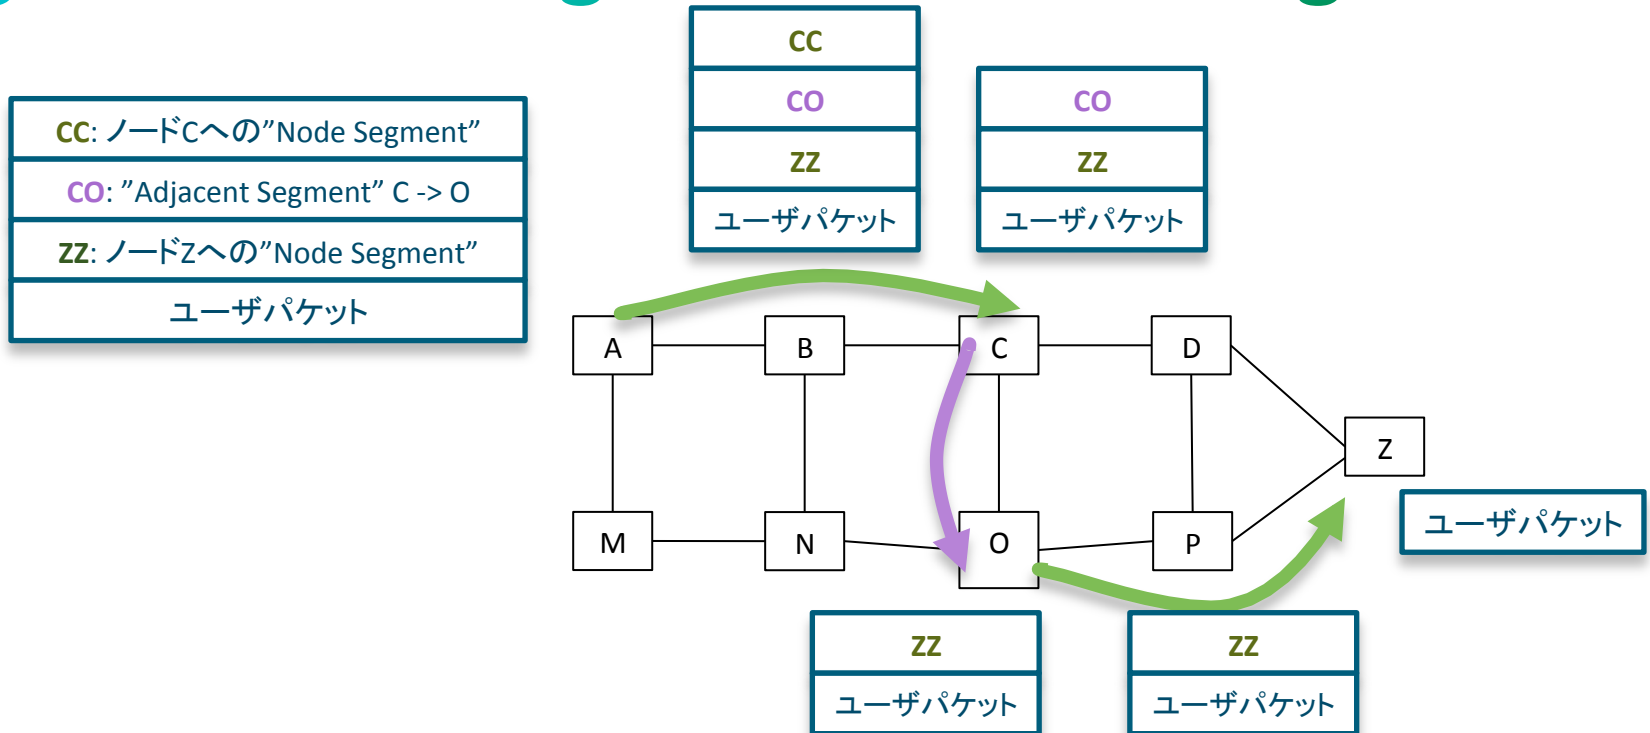 CC
CO
ZZ
ユーザパケット
CO
ZZ
ユーザパケット
CC: ノードCへの”Node Segment”
CO: ”Adjacent Segment” C -> O
ZZ: ノードZへの”Node Segment”
ユーザパケット
A
B
C
D
Z
M
N
O
P
ユーザパケット
ZZ
ユーザパケット
ZZ
ユーザパケット